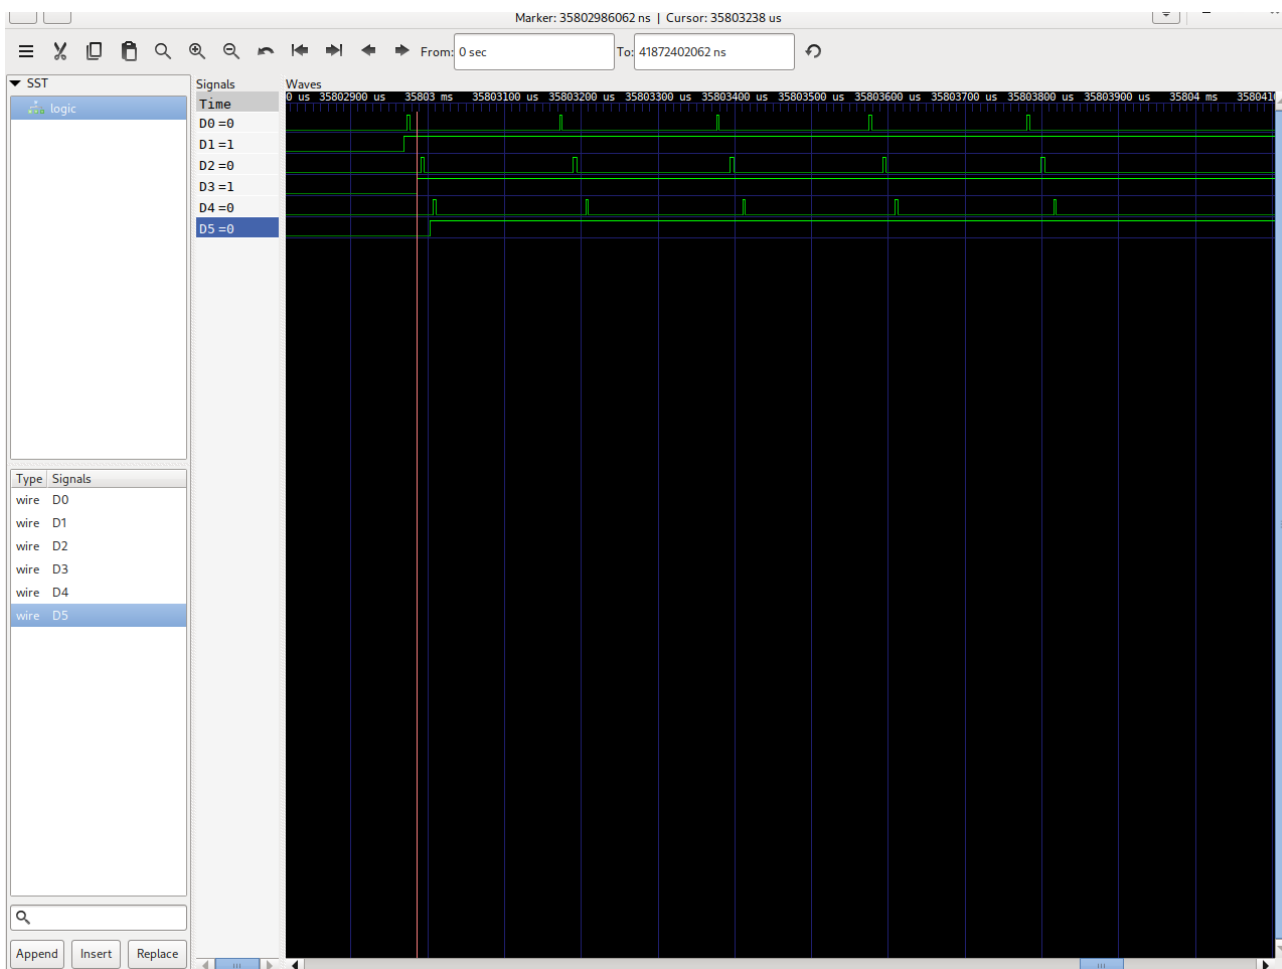 Marker: 35802986062 ns | Cursor: 35803238 us
From: 0 sec To: 41872402062 ns
SST
logic
Signals
Time
D0 =0
D1 =1
D2 =0
D3 =1
D4 =0
D5 =0
Waves
0 us 35802900 us 35803 ms 35803100 us 35803200 us 35803300 us 35803400 us 35803500 us 35803600 us 35803700 us 35803800 us 35803900 us 35804 ms 3580410
Type Signals
wire D0
wire D1
wire D2
wire D3
wire D4
wire D5
Append Insert Replace